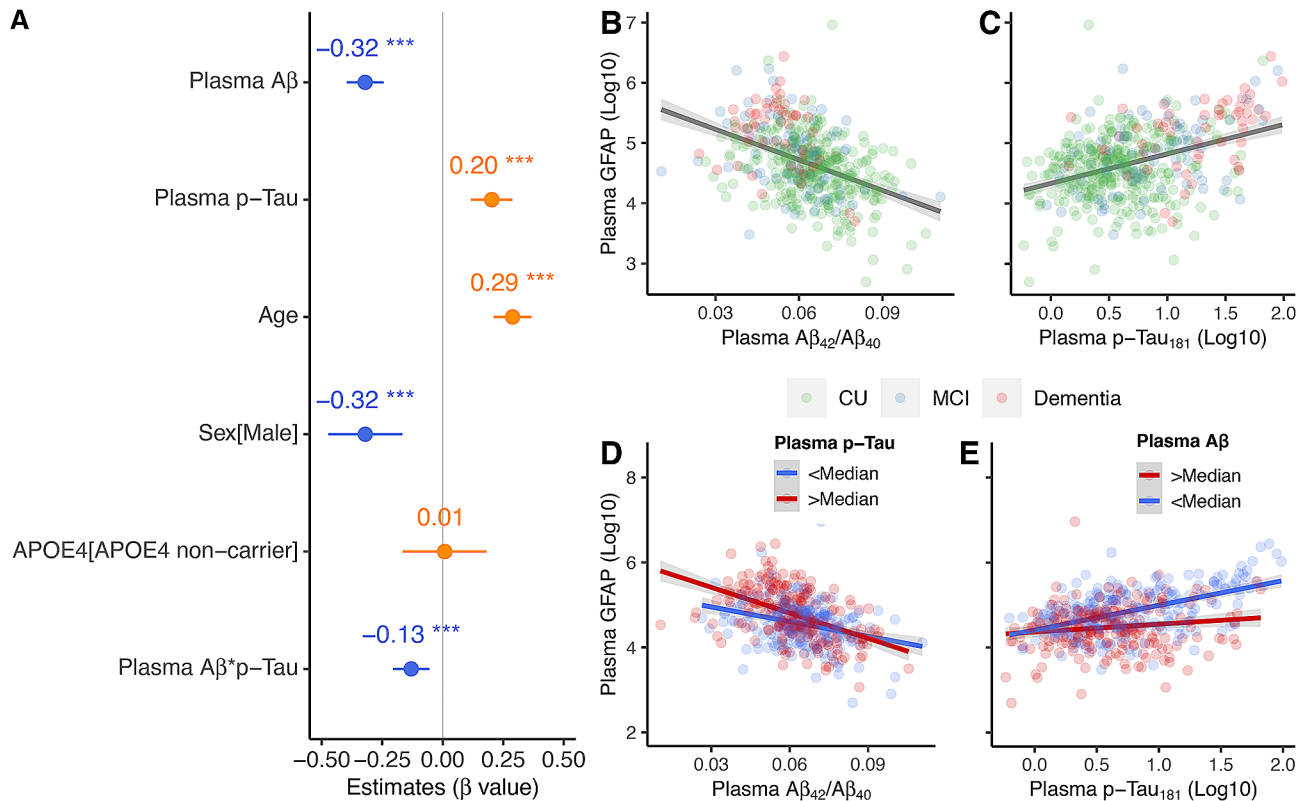 A
−0.32 ***
Plasma Aβ
0.20 ***
Plasma p−Tau
0.29 ***
Age
−0.32 ***
Sex[Male]
0.01
APOE4[APOE4 non−carrier]
−0.13 ***
Plasma Aβ*p−Tau
−0.50 −0.25 0.00 0.25 0.50
Estimates (β value)
B
7
6
5
4
3
Plasma GFAP (Log10)
0.03 0.06 0.09
Plasma Aβ42/Aβ40
C
0.0 0.5 1.0 1.5 2.0
Plasma p−Tau181 (Log10)
CU MCI Dementia
D
Plasma p−Tau
<Median
>Median
8
6
4
2
Plasma GFAP (Log10)
0.03 0.06 0.09
Plasma Aβ42/Aβ40
E
Plasma Aβ
>Median
<Median
0.0 0.5 1.0 1.5 2.0
Plasma p−Tau181 (Log10)